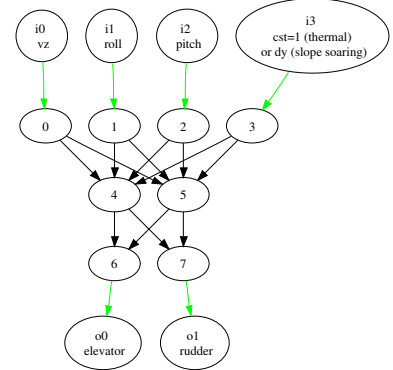 i0
vz
i1
roll
i2
pitch
i3
cst=1 (thermal)
or dy (slope soaring)
0
1
2
3
4
5
6
7
o0
elevator
o1
rudder